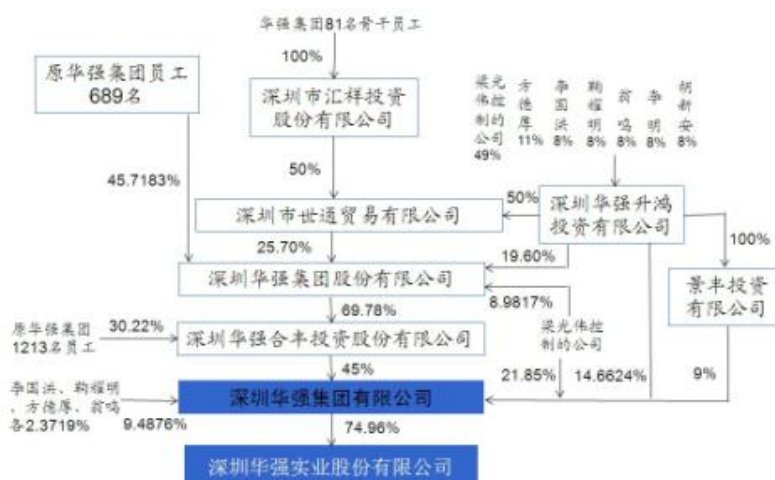 华强集团81名骨干员工
100%
原华强集团员工
689名
深圳市汇祥投资
股份有限公司
梁光伟控制的公司
49%
方德厚
11%
李国洪
8%
鞠耀明
8%
翁鸣
8%
李明
8%
胡新安
8%
45.7183%
50%
50%
深圳市世通贸易有限公司
深圳华强升鸿
投资有限公司
100%
25.70%
19.60%
深圳华强集团股份有限公司
8.9817%
景丰投资
有限公司
69.78%
原华强集团
1213名员工
30.22%
深圳华强合丰投资股份有限公司
梁光伟控
制的公司
45%
21.85%
14.6624%
9%
李国洪、鞠耀明
、方德厚、翁鸣
各2.3719%
9.4876%
深圳华强集团有限公司
74.96%
深圳华强实业股份有限公司